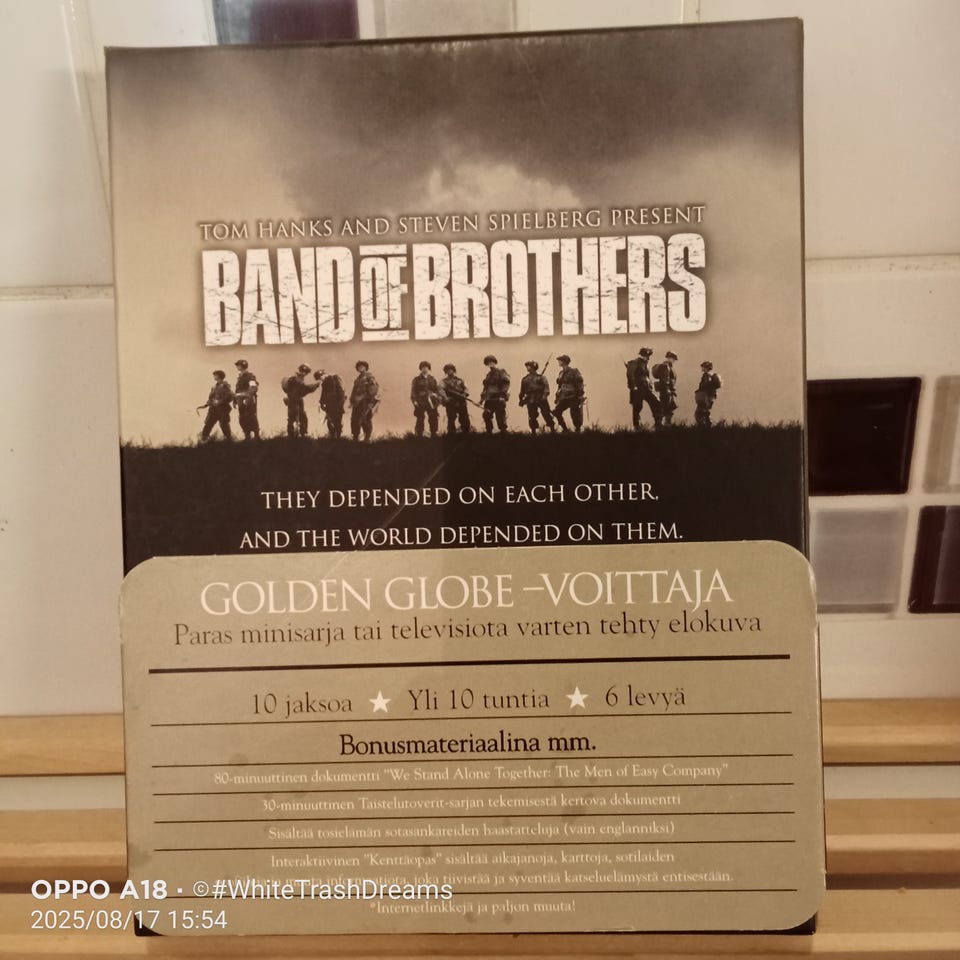 TOM HANKS AND STEVEN SPIELBERG PRESENT
BAND OF BROTHERS
THEY DEPENDED ON EACH OTHER.
AND THE WORLD DEPENDED ON THEM.
GOLDEN GLOBE –VOITTAJA
Paras minisarja tai televisiota varten tehty elokuva
10 jaksoa ★ Yli 10 tuntia ★ 6 levyä
Bonusmateriaalina mm.
80-minuuttinen dokumentti "We Stand Alone Together: The Men of Easy Company"
30-minuuttinen Taistelutoverit-sarjan tekemisestä kertova dokumentti
Sisältää tosielämän sotasankareiden haastatteluja (vain englanniksi)
Interaktiivinen "Kenttäopas" sisältää aikajanoja, karttoja, sotilaiden
muuta informaatiota, joka tiivistää ja syventää katseluelämystä entisestään.
*Internetlinkkejä ja paljon muuta!
OPPO A18 · ©#WhiteTrashDreams
2025/08/17 15:54